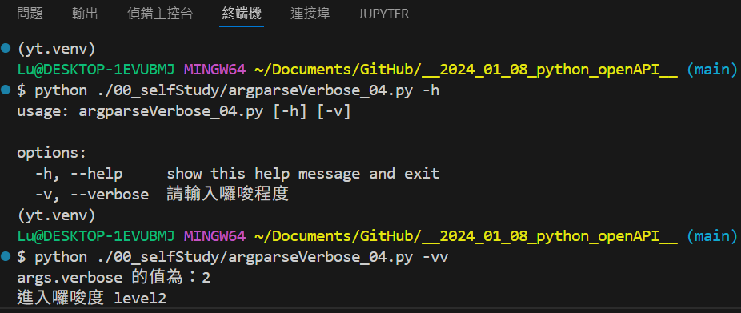 問題 輸出 偵錯主控台 終端機 連接埠 JUPYTER
(yt.venv)
Lu@DESKTOP-1EVUBMJ MINGW64 ~/Documents/GitHub/__2024_01_08_python_openAPI__ (main)
$ python ./00_selfStudy/argparseVerbose_04.py -h
usage: argparseVerbose_04.py [-h] [-v]
options:
-h, --help show this help message and exit
-v, --verbose 請輸入囉唆程度
(yt.venv)
Lu@DESKTOP-1EVUBMJ MINGW64 ~/Documents/GitHub/__2024_01_08_python_openAPI__ (main)
$ python ./00_selfStudy/argparseVerbose_04.py -vv
args.verbose 的值為：2
進入囉唆度 level2